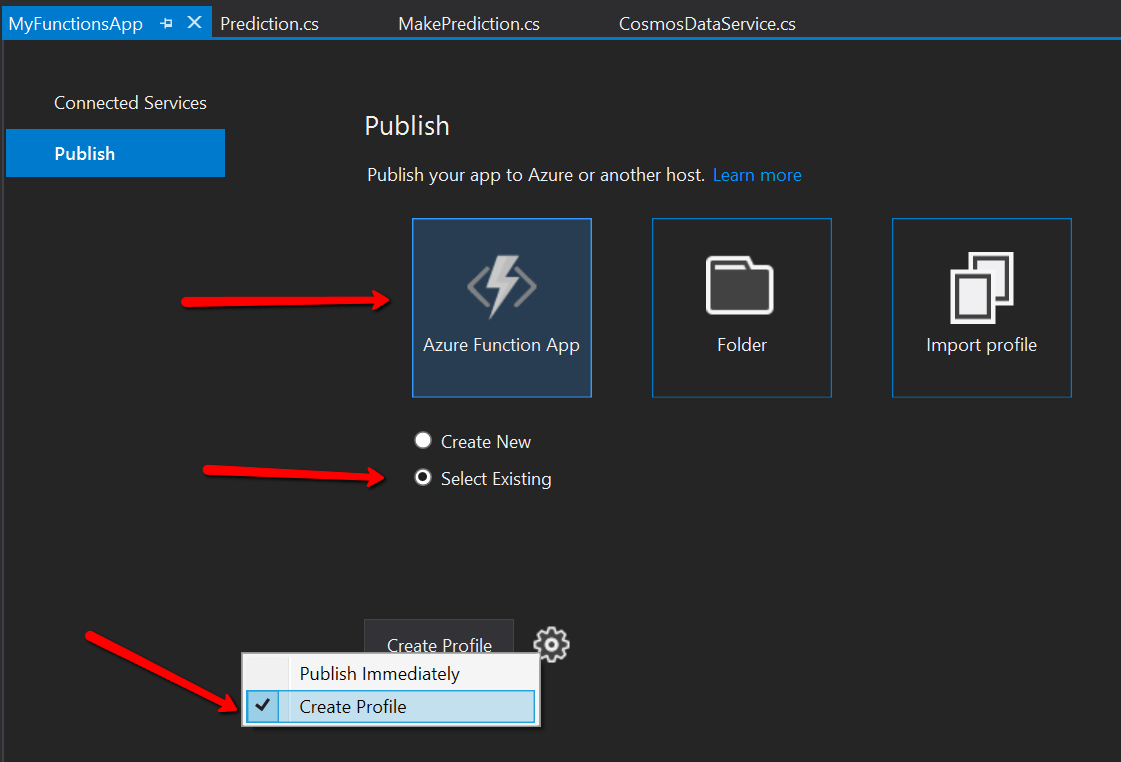 MyFunctionsApp Prediction.cs MakePrediction.cs CosmosDataService.cs
Connected Services
Publish
Publish
Publish your app to Azure or another host. Learn more
Azure Function App Folder Import profile
Create New
Select Existing
Create Profile
Publish Immediately
Create Profile